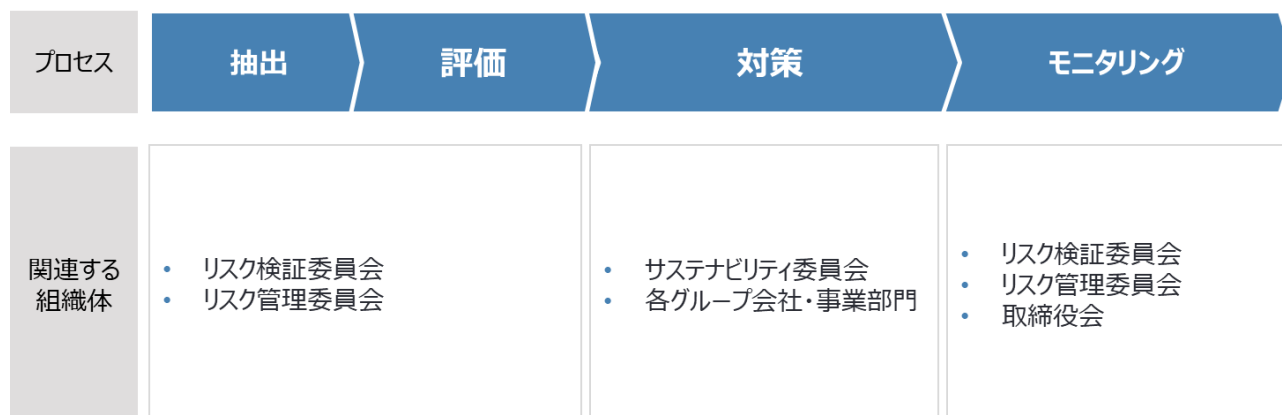 プロセス
抽出
評価
対策
モニタリング
関連する
組織体
• リスク検証委員会
• リスク管理委員会
• サステナビリティ委員会
• 各グループ会社・事業部門
• リスク検証委員会
• リスク管理委員会
• 取締役会